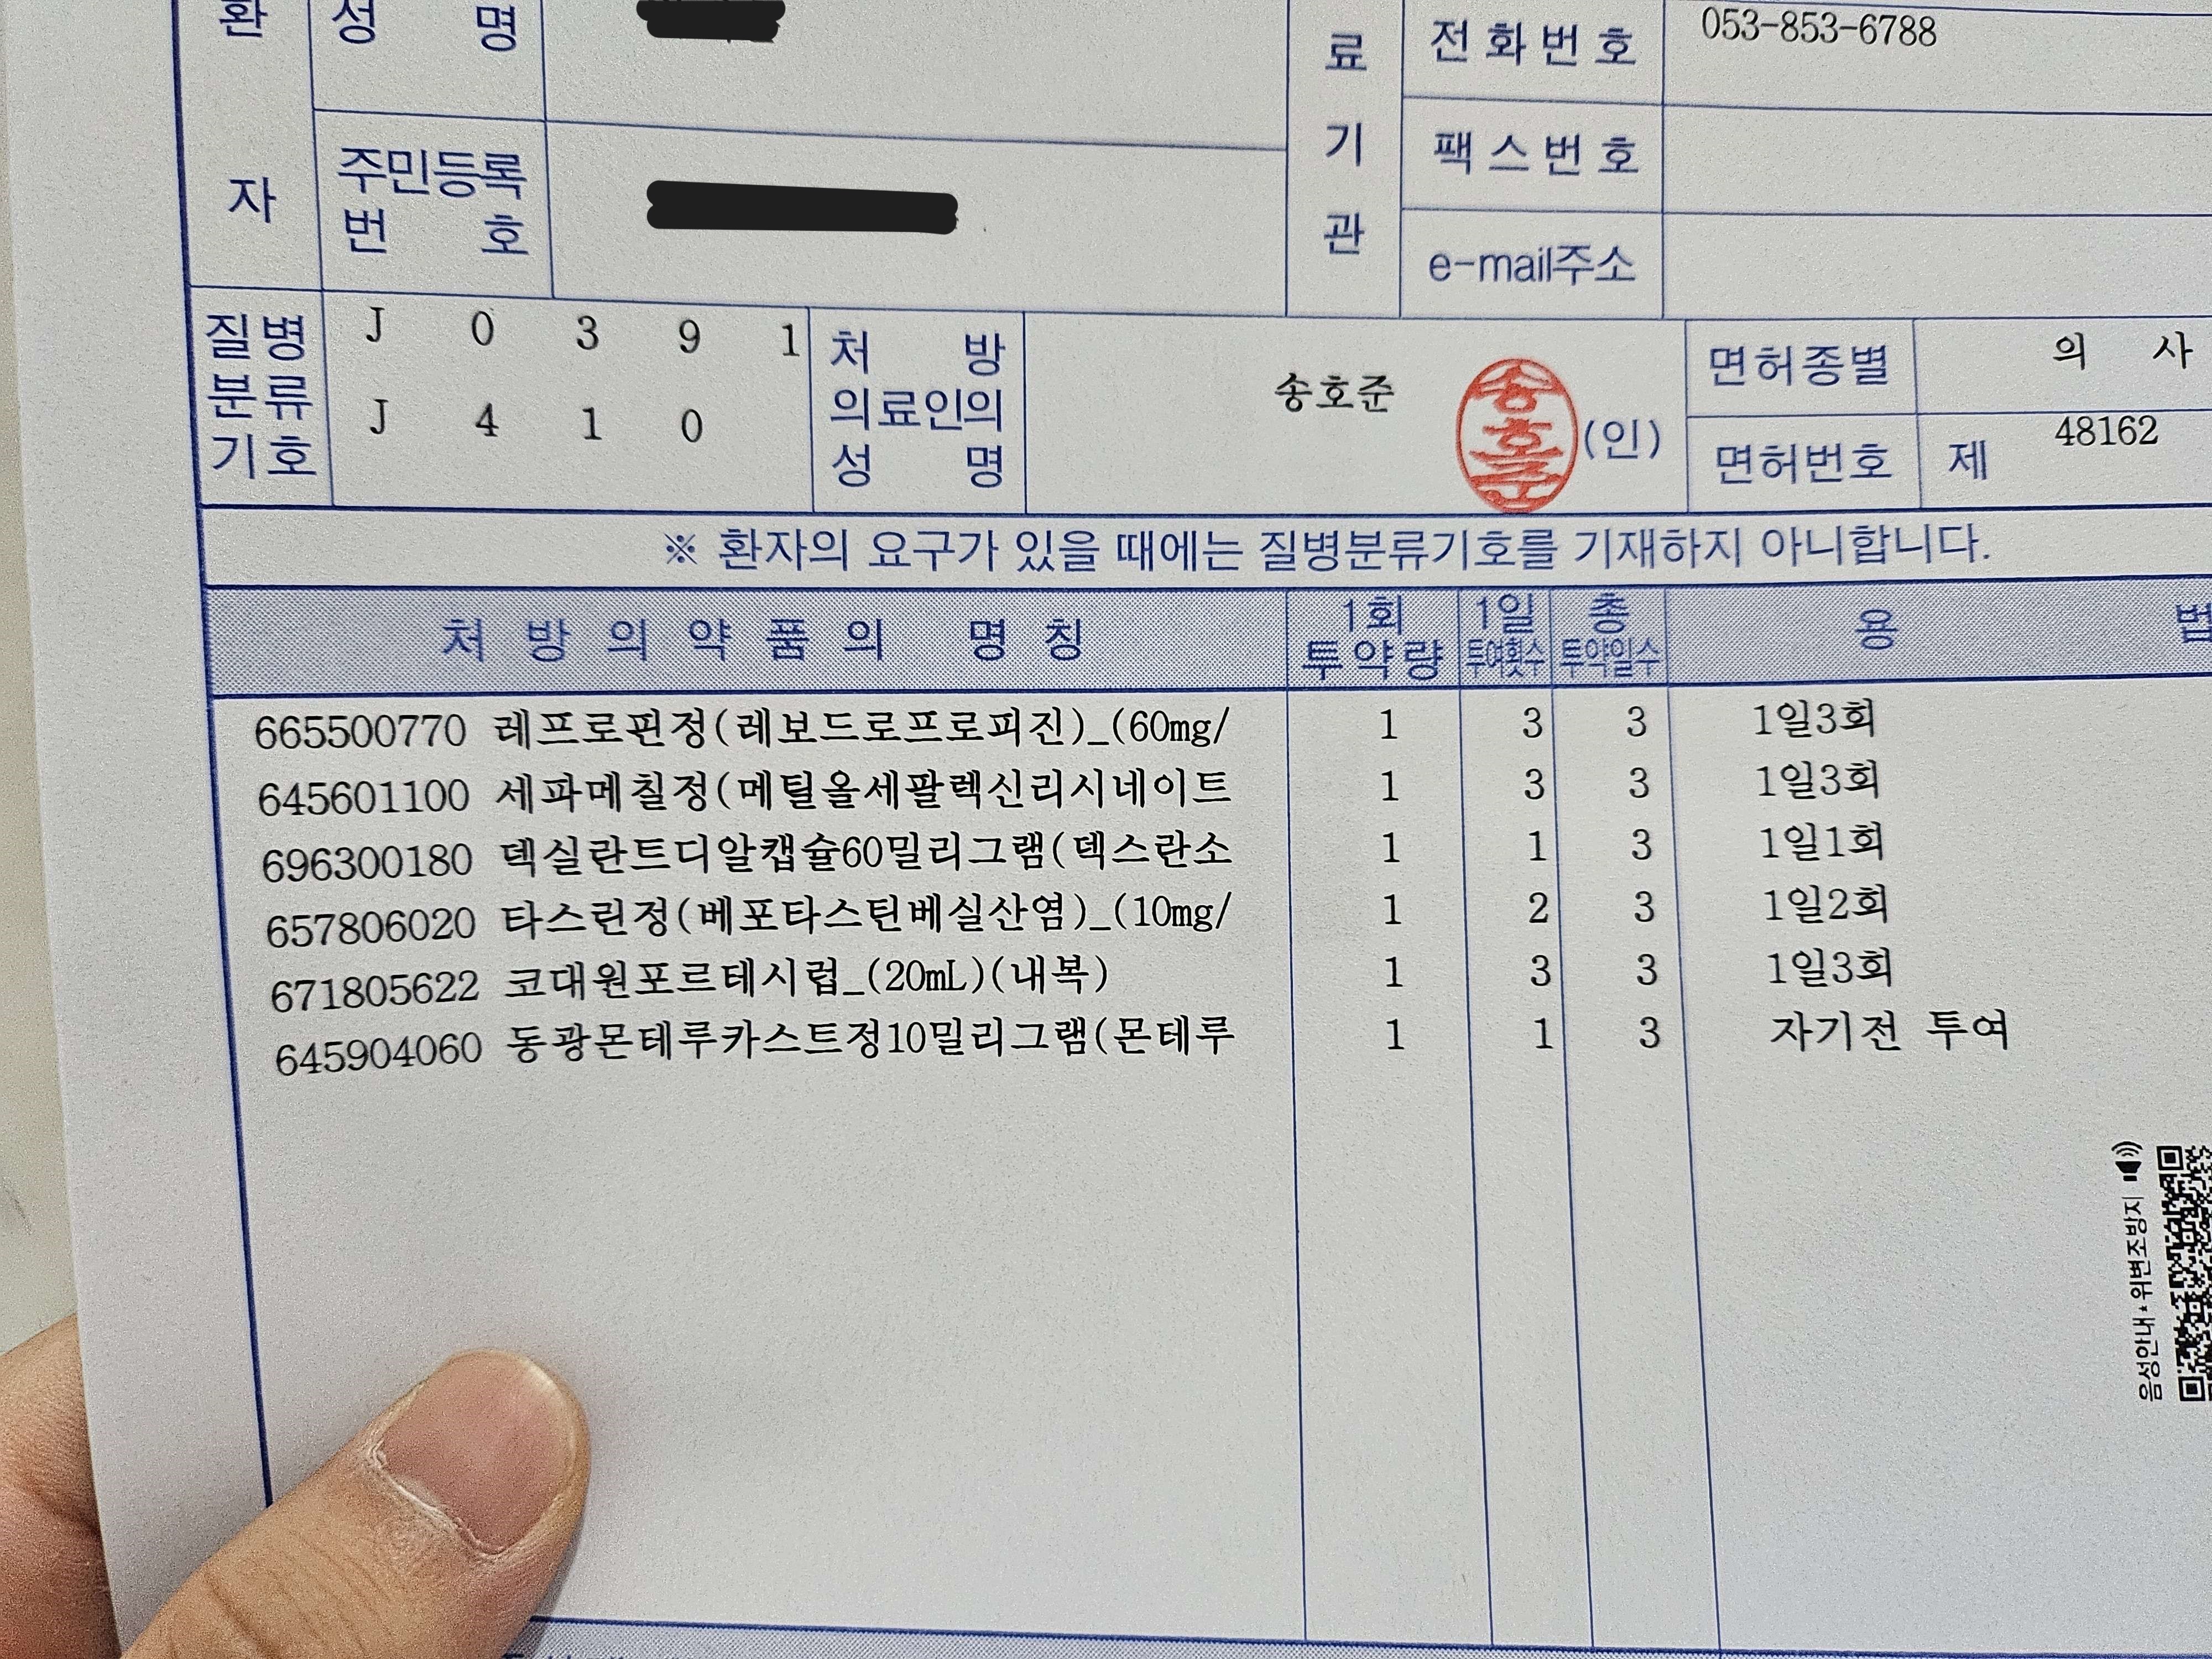 환 성 명
료 전화번호 053-853-6788
기 팩스번호
자 주민등록
번 호
관 e-mail주소
질병 J 0 3 9 1 처 방
분류 J 4 1 0 의료인의 송호준 (인)
기호 성 명
송호준
면허종별 의 사
면허번호 제 48162
※ 환자의 요구가 있을 때에는 질병분류기호를 기재하지 아니합니다.
처 방 의 약 품 의 명 칭 1회 투약량 1일 투여횟수 총 투약일수 용 법
665500770 레프로핀정(레보드로프로피진)_(60mg/ 1 3 3 1일3회
645601100 세파메칠정(메틸올세팔렉신리시네이트 1 3 3 1일3회
696300180 덱실란트디알캡슐60밀리그램(덱스란소 1 1 3 1일1회
657806020 타스린정(베포타스틴베실산염)_(10mg/ 1 2 3 1일2회
671805622 코대원포르테시럽_(20mL)(내복) 1 3 3 1일3회
645904060 동광몬테루카스트정10밀리그램(몬테루 1 1 3 자기전 투여
음성안내*위변조방지